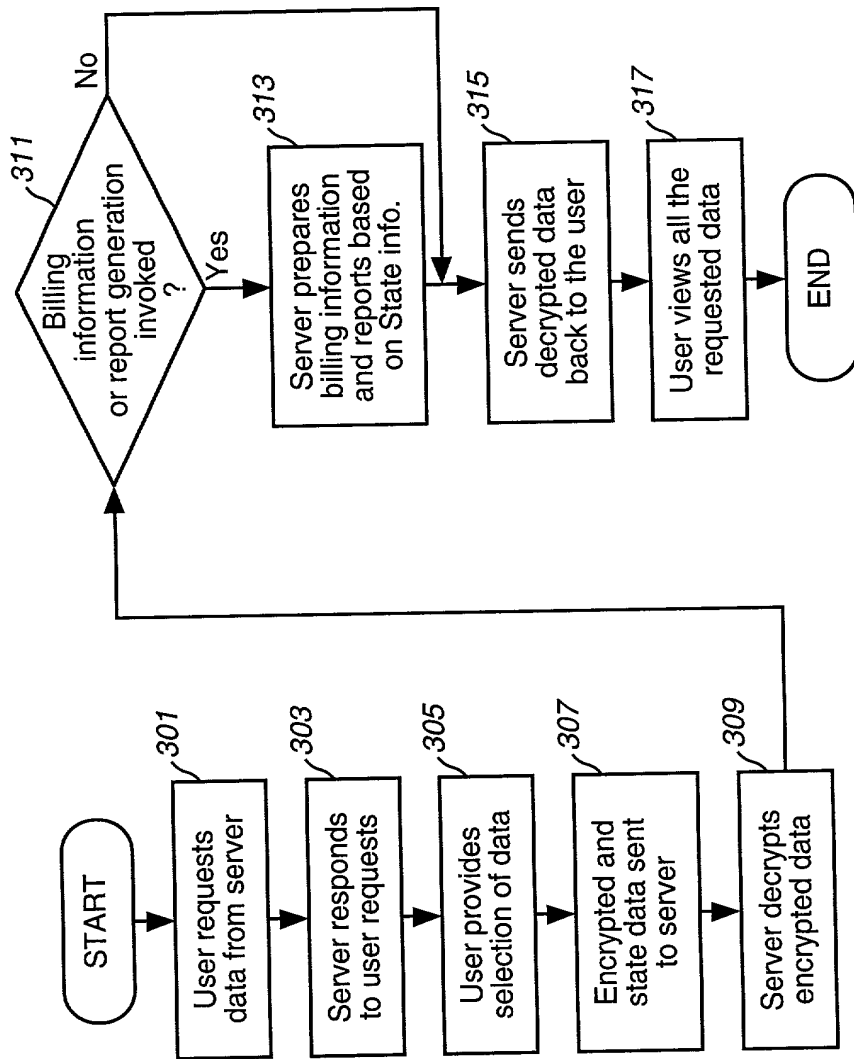 START
301
User requests
data from server
303
Server responds
to user requests
305
User provides
selection of data
307
Encrypted and
state data sent
to server
309
Server decrypts
encrypted data
311
Billing
information
or report generation
invoked
?
No
Yes
313
Server prepares
billing information
and reports based
on State info.
315
Server sends
decrypted data
back to the user
317
User views all the
requested data
END